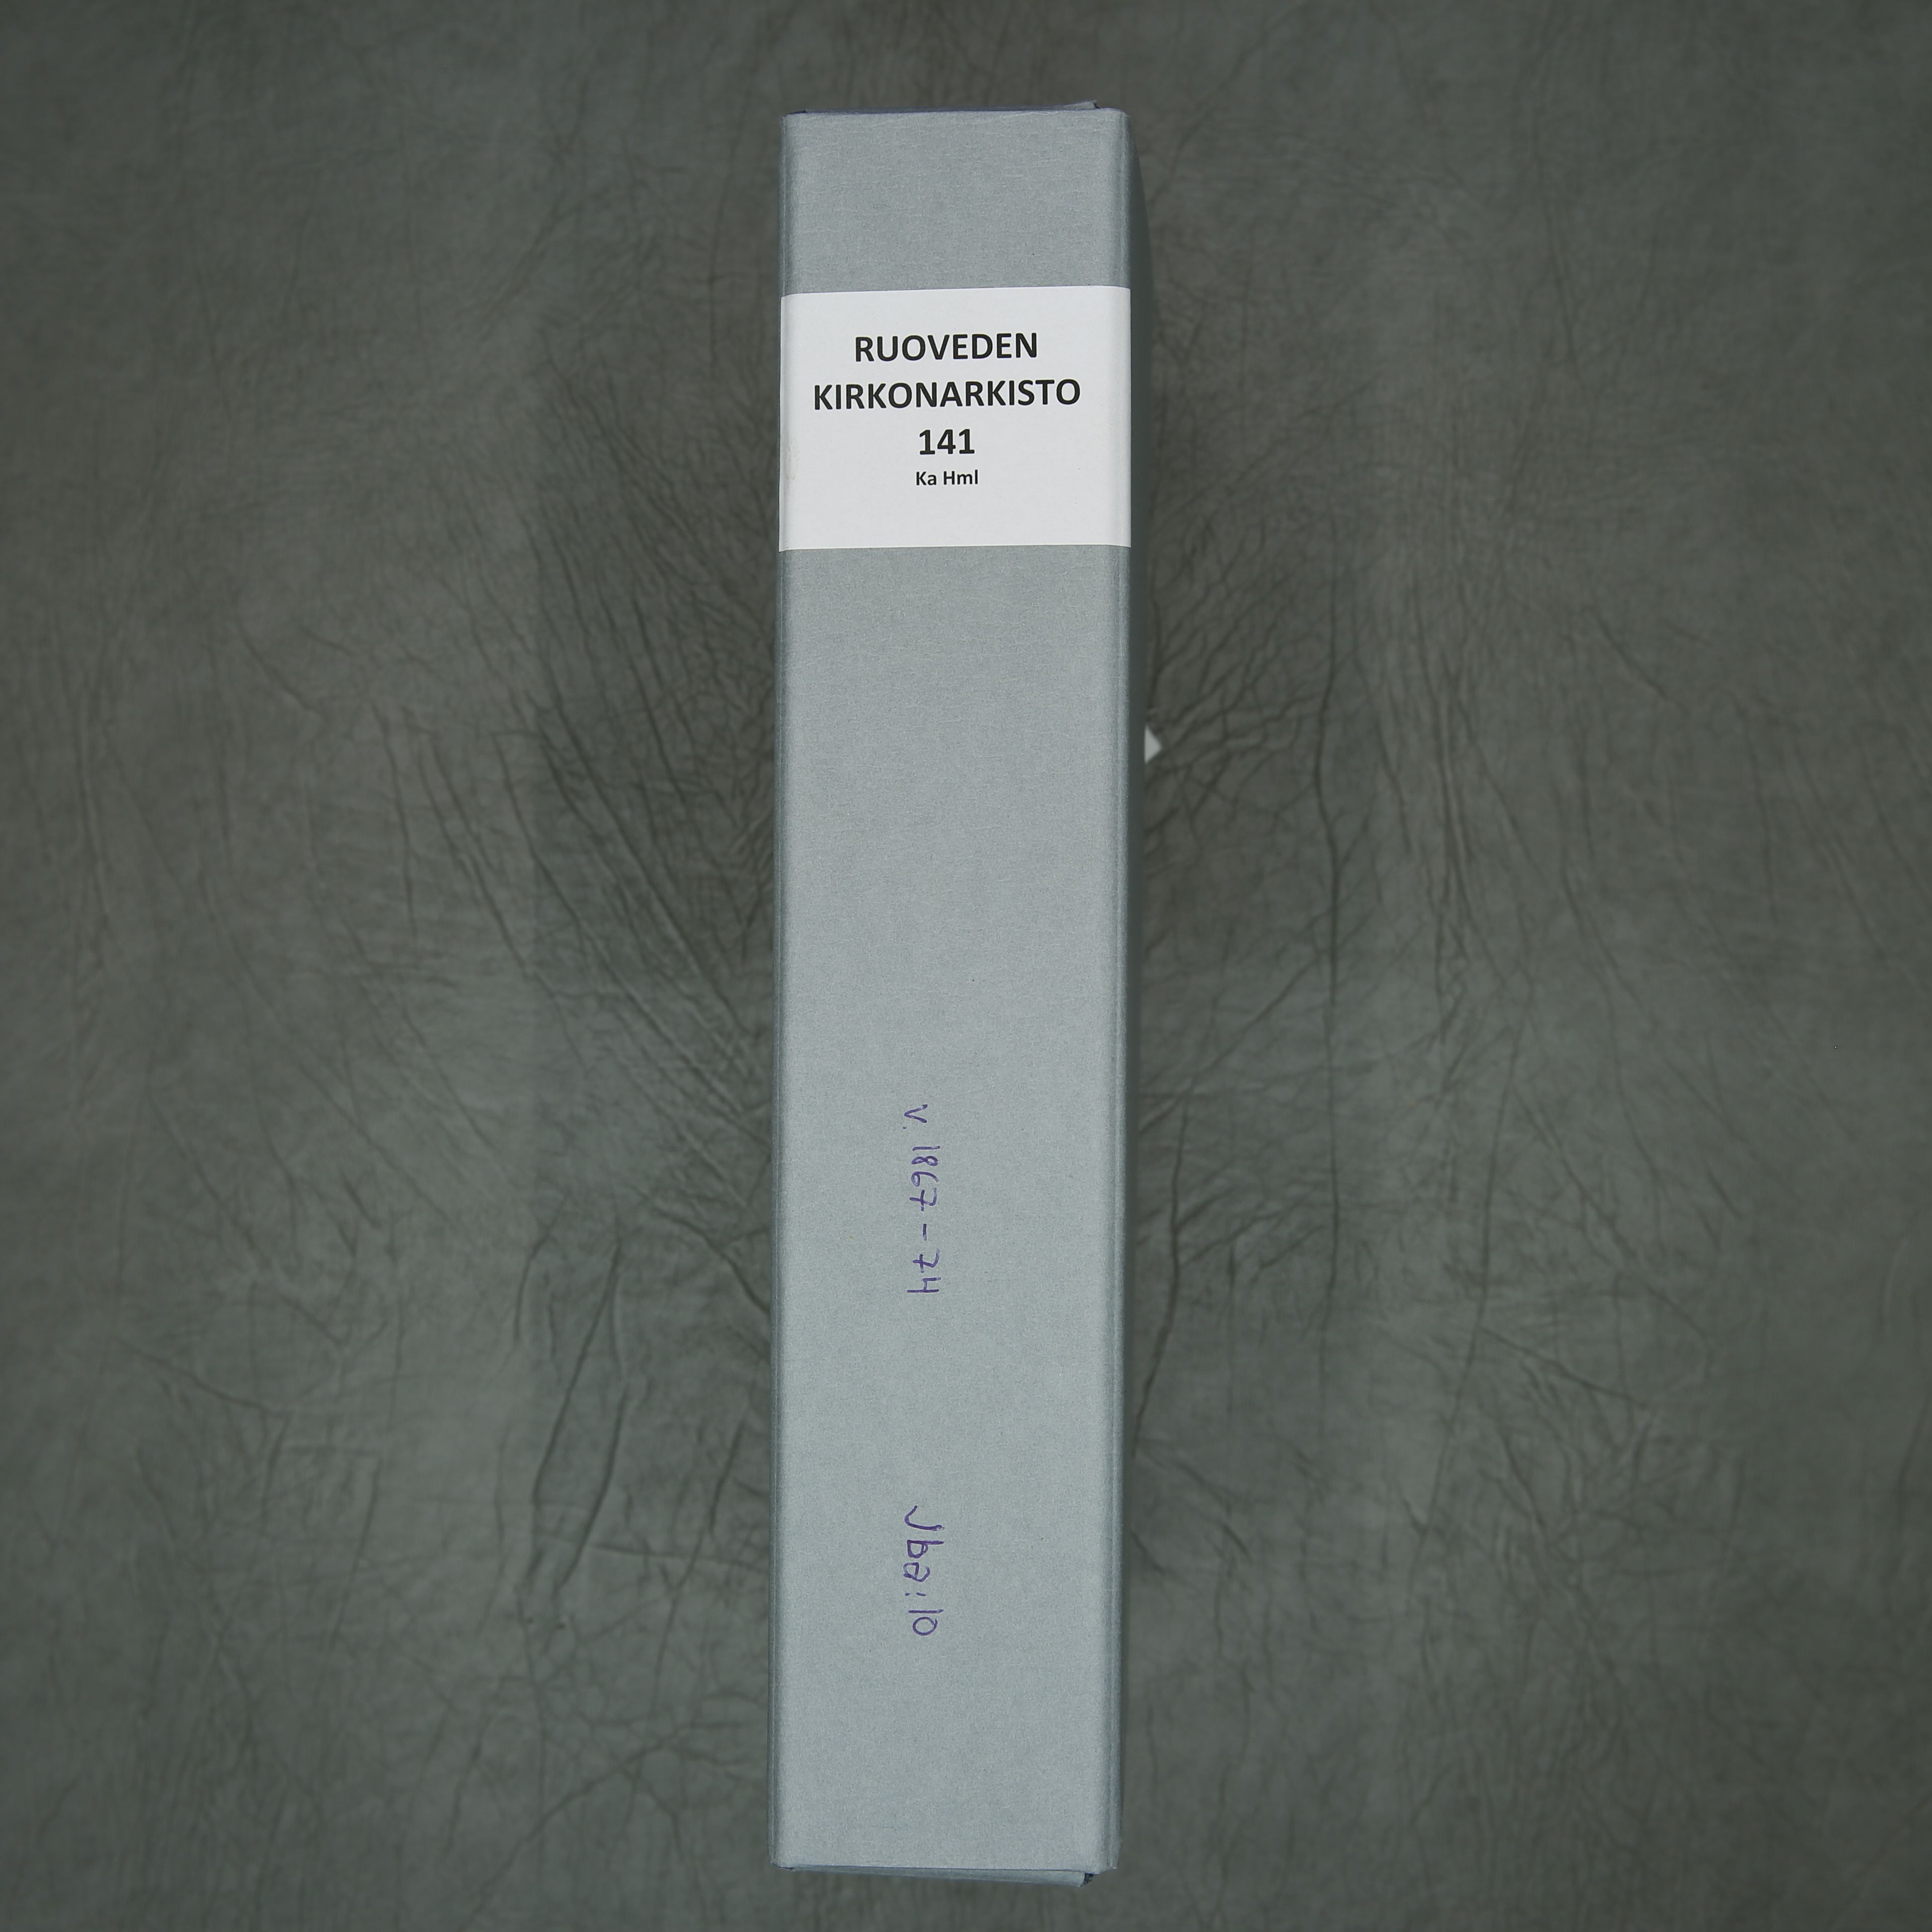 RUOVEDEN
KIRKONARKISTO
141
Ka Hml
v. 1867-74
Jba:10